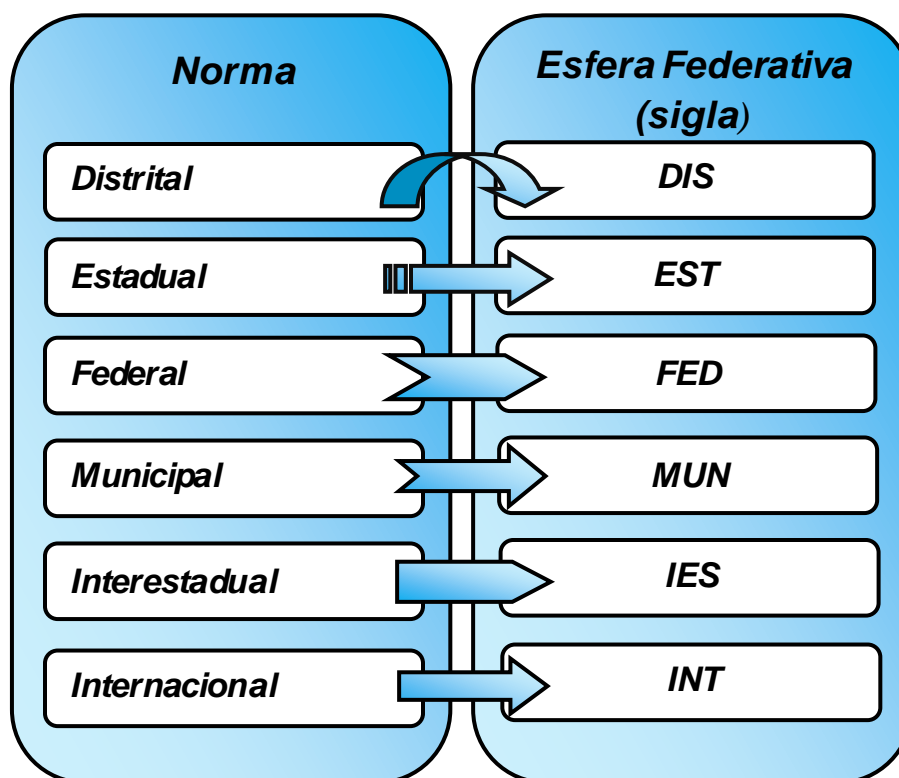 Norma
Esfera Federativa
(sigla)
Distrital
DIS
Estadual
EST
Federal
FED
Municipal
MUN
Interestadual
IES
Internacional
INT